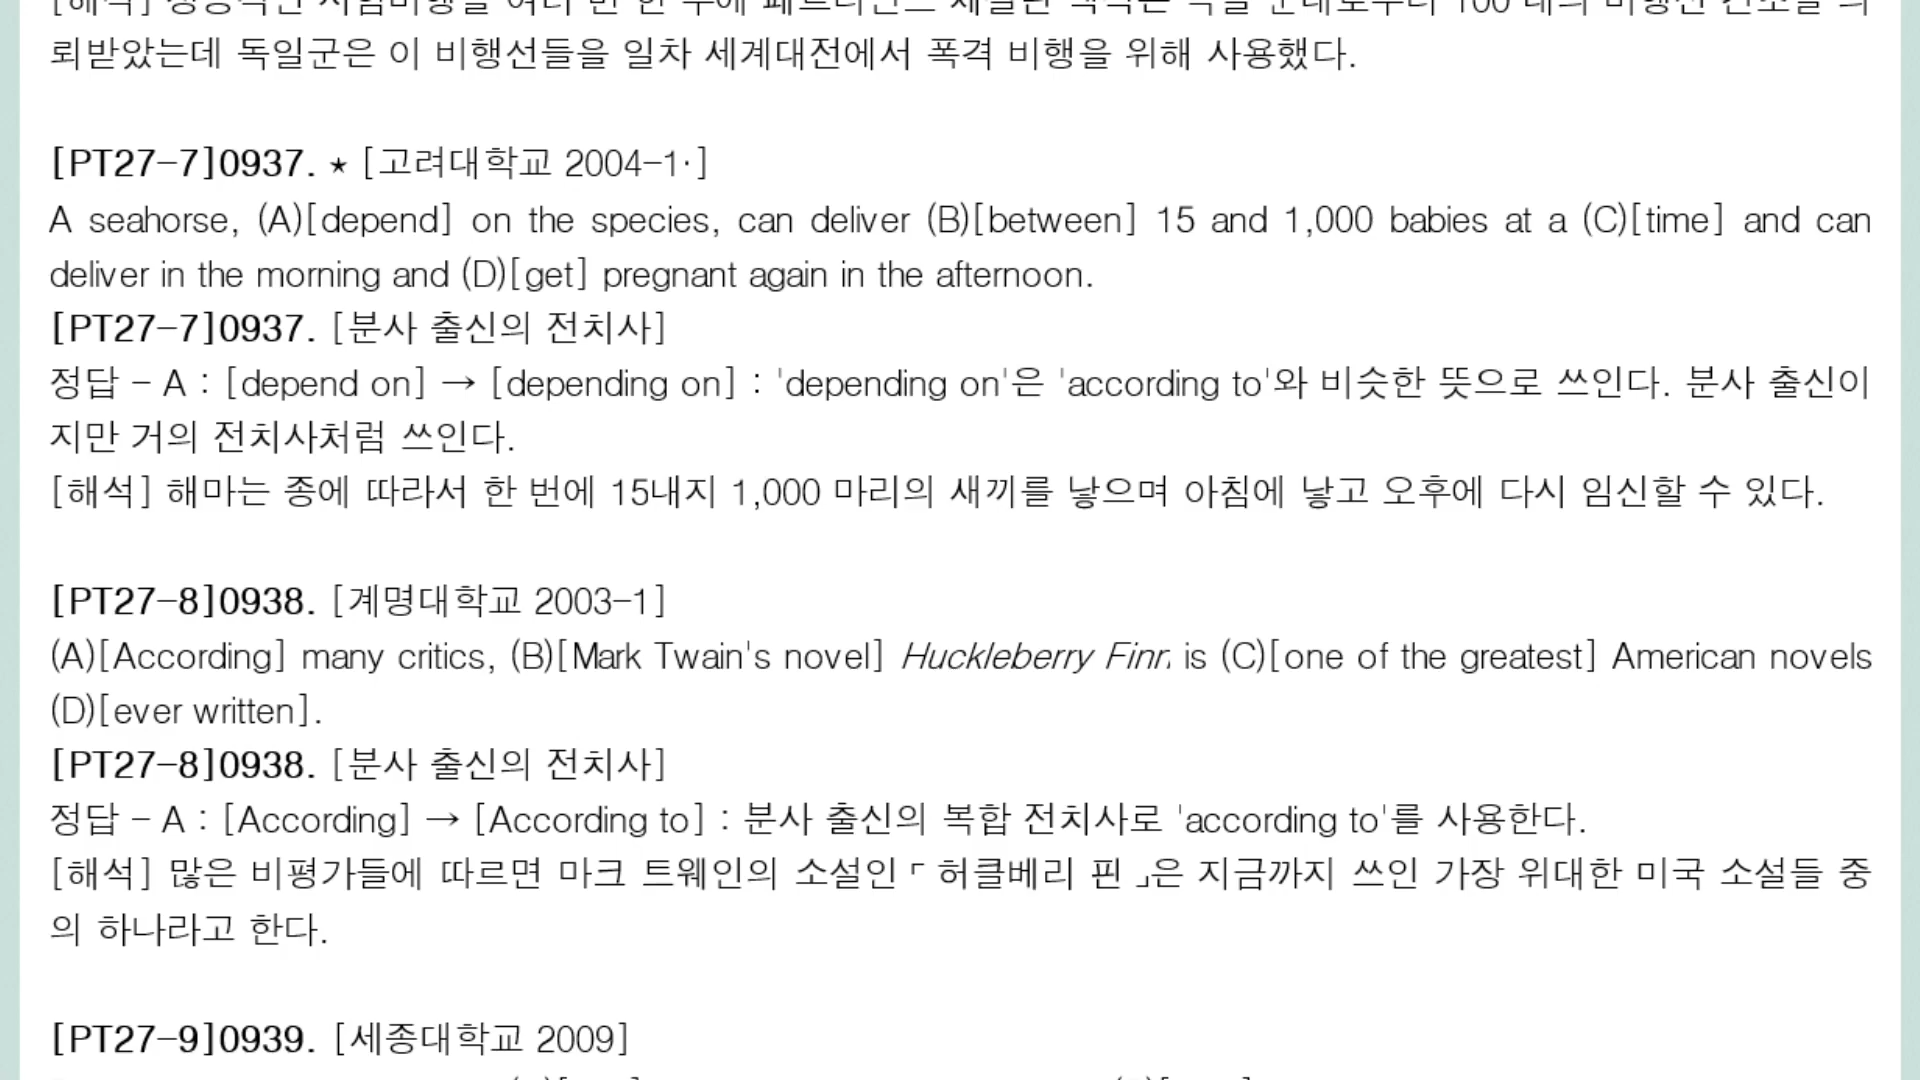 뢰받았는데 독일군은 이 비행선들을 일차 세계대전에서 폭격 비행을 위해 사용했다.
[PT27-7]0937. ⋆ [고려대학교 2004-1·]
A seahorse, (A)[depend] on the species, can deliver (B)[between] 15 and 1,000 babies at a (C)[time] and can
deliver in the morning and (D)[get] pregnant again in the afternoon.
[PT27-7]0937. [분사 출신의 전치사]
정답 - A : [depend on] → [depending on] : 'depending on'은 'according to'와 비슷한 뜻으로 쓰인다. 분사 출신이
지만 거의 전치사처럼 쓰인다.
[해석] 해마는 종에 따라서 한 번에 15내지 1,000 마리의 새끼를 낳으며 아침에 낳고 오후에 다시 임신할 수 있다.
[PT27-8]0938. [계명대학교 2003-1]
(A)[According] many critics, (B)[Mark Twain's novel] Huckleberry Finn is (C)[one of the greatest] American novels
(D)[ever written].
[PT27-8]0938. [분사 출신의 전치사]
정답 - A : [According] → [According to] : 분사 출신의 복합 전치사로 'according to'를 사용한다.
[해석] 많은 비평가들에 따르면 마크 트웨인의 소설인「 허클베리 핀 」은 지금까지 쓰인 가장 위대한 미국 소설들 중
의 하나라고 한다.
[PT27-9]0939. [세종대학교 2009]